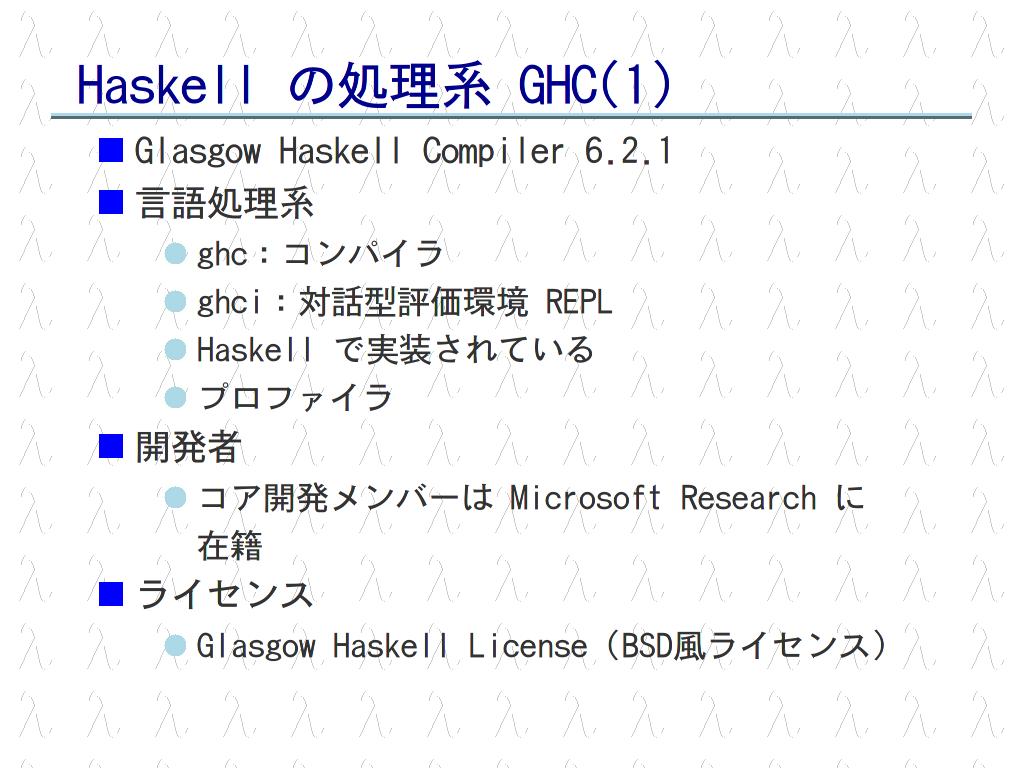 Haskell の処理系 GHC(1)
Glasgow Haskell Compiler 6.2.1
言語処理系
ghc：コンパイラ
ghci：対話型評価環境 REPL
Haskell で実装されている
プロファイラ
開発者
コア開発メンバーは Microsoft Research に
在籍
ライセンス
Glasgow Haskell License（BSD風ライセンス）